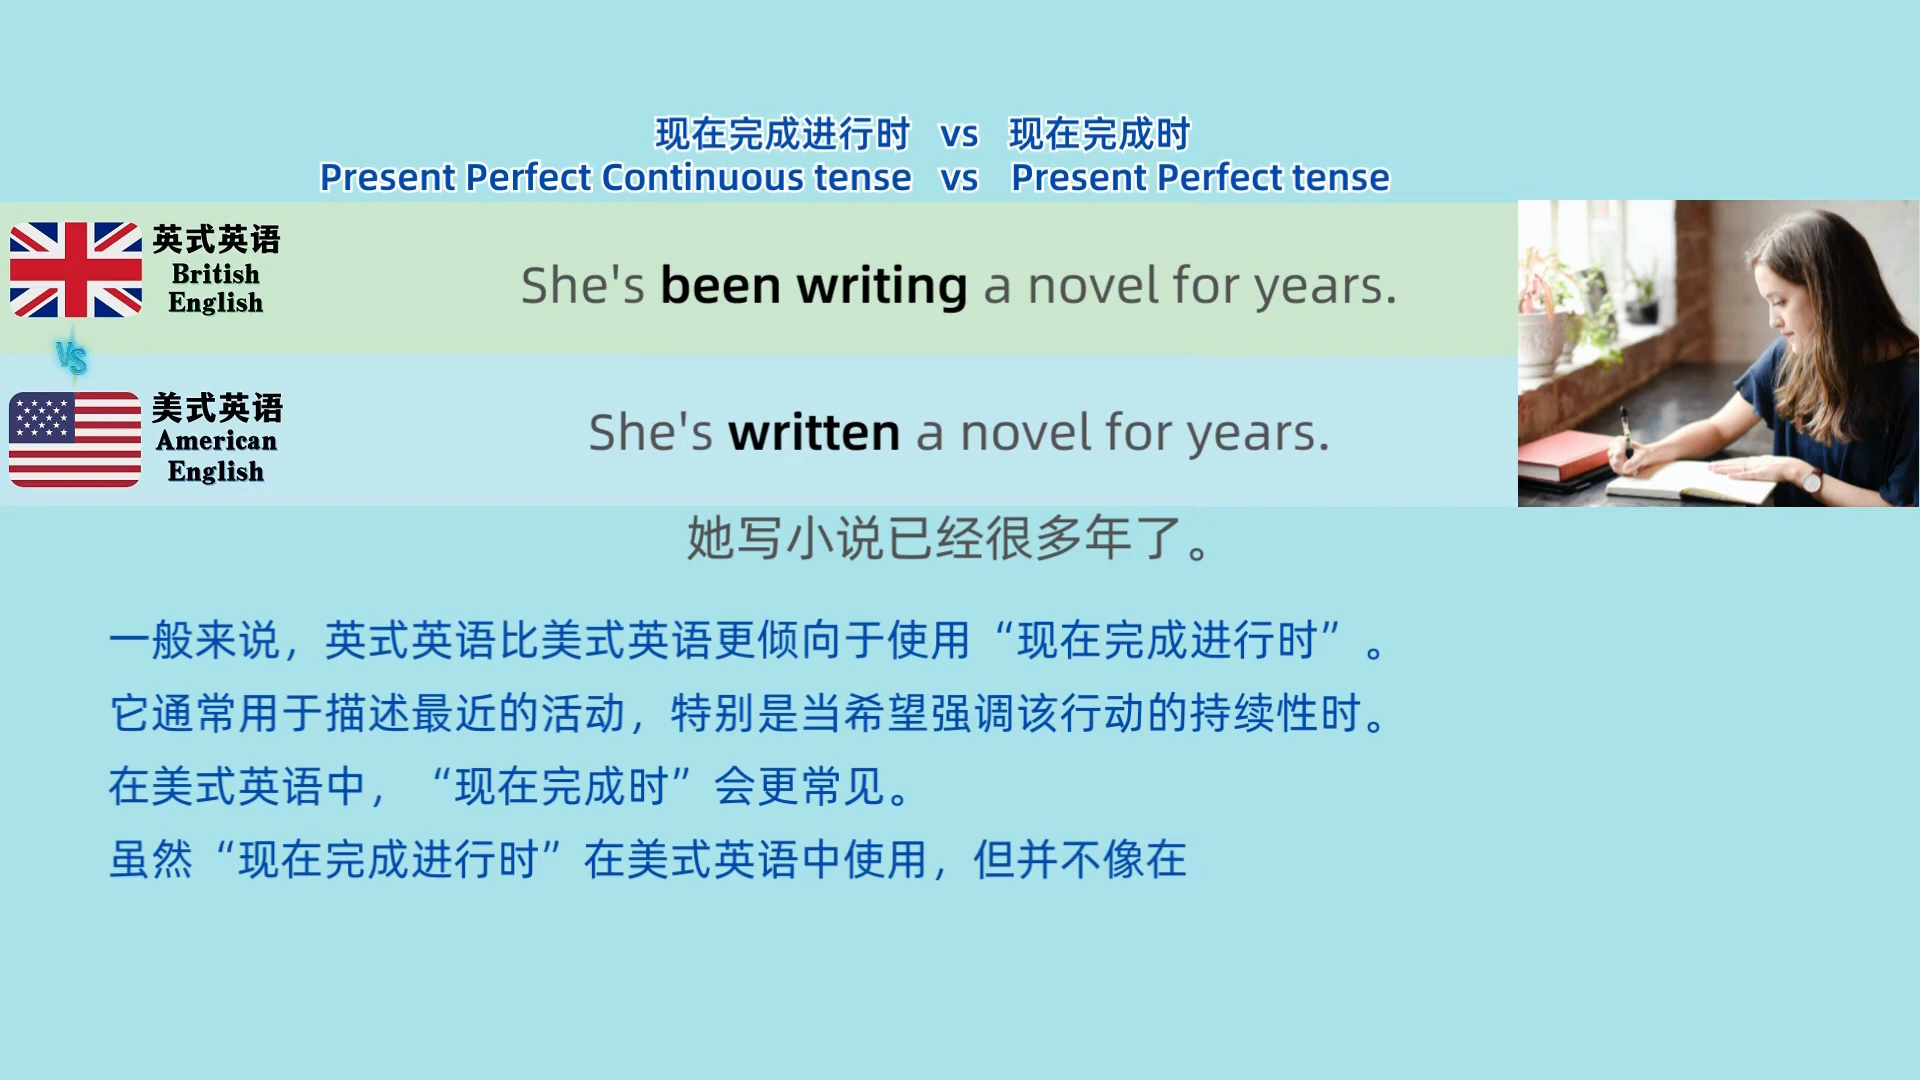 现在完成进行时 vs 现在完成时
Present Perfect Continuous tense vs Present Perfect tense
英式英语
British
English
She's been writing a novel for years.
VS
美式英语
American
English
She's written a novel for years.
她写小说已经很多年了。
一般来说，英式英语比美式英语更倾向于使用“现在完成进行时”。
它通常用于描述最近的活动，特别是当希望强调该行动的持续性时。
在美式英语中，“现在完成时”会更常见。
虽然“现在完成进行时”在美式英语中使用，但并不像在